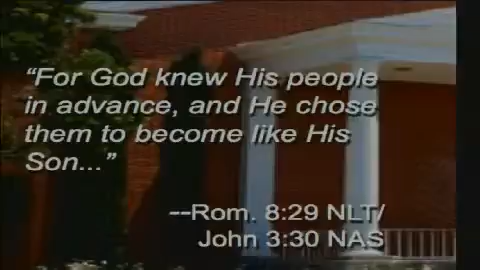 “For God knew His people
in advance, and He chose
them to become like His
Son...”
--Rom. 8:29 NLT/
John 3:30 NAS